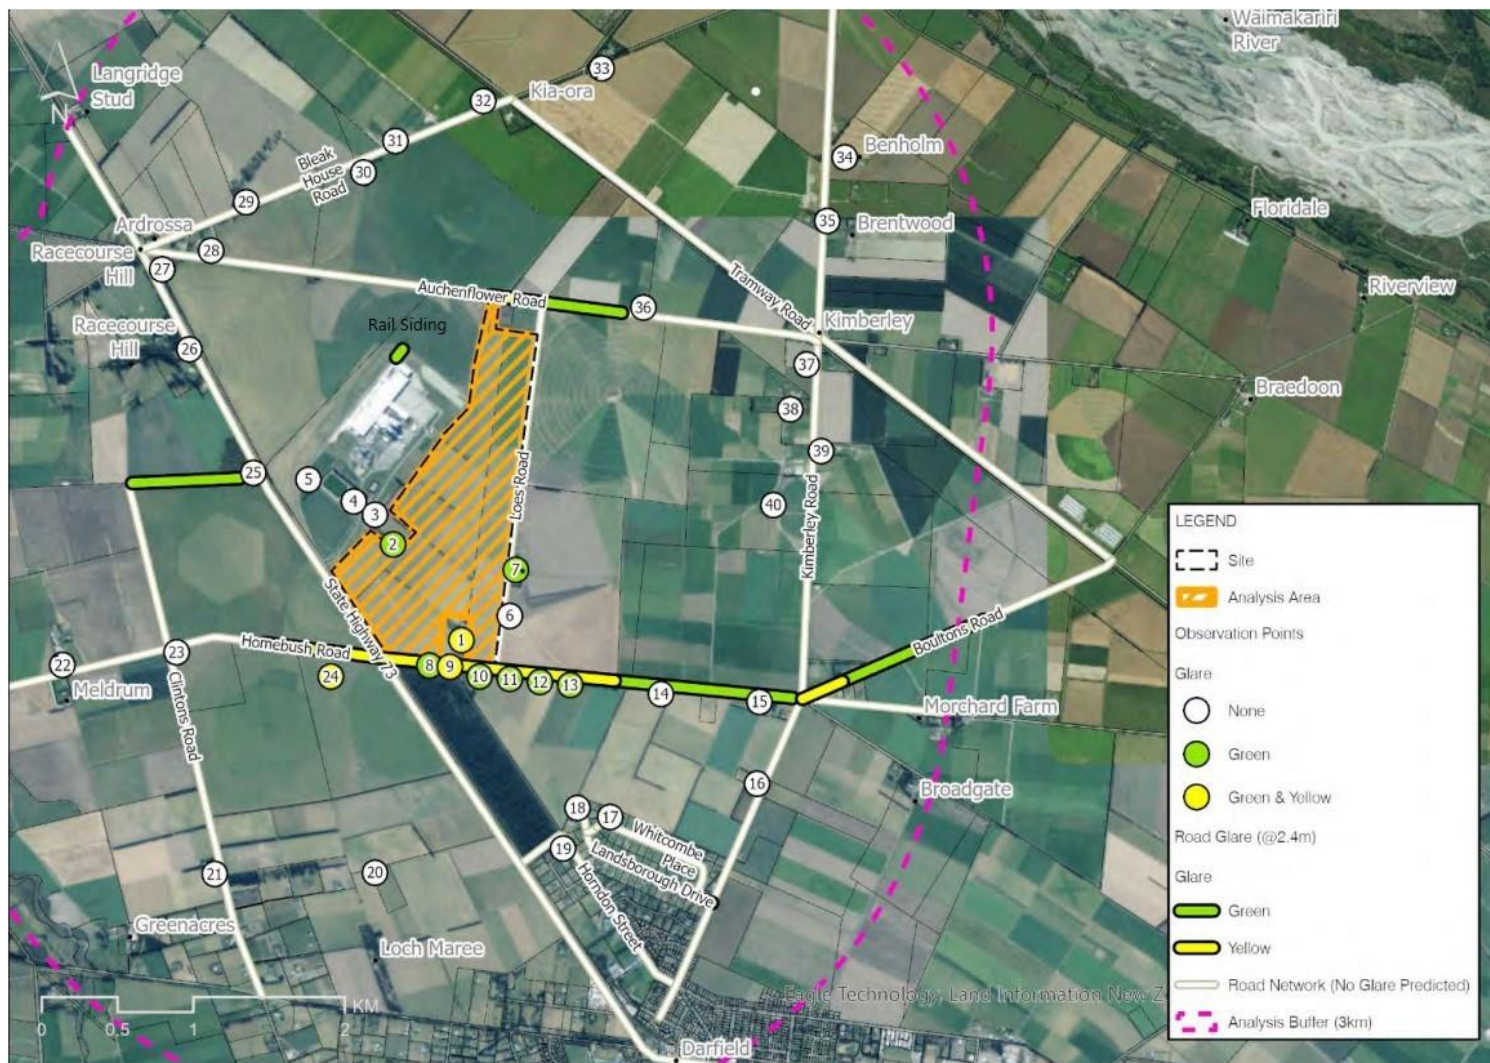 Waimakariri
River
Langridge
Stud
N
33
Kia-ora
32
31
Bleak
House
Road
30
34
Benholm
29
Floridale
Ardrossa
35
Brentwood
Racecourse
Hill
28
27
Tramway Road
Auchenflower Road
Riverview
36
Kimberley
Rail Siding
Racecourse
Hill
26
37
Braedoon
38
39
25
5
4
3
40
Loes Road
Kimberley Road
2
7
6
State Highway 73
1
Boultons Road
Homebush Road
22
23
24
8
9
10
11
12
13
14
15
Meldrum
Morchard Farm
Clintons Road
16
Broadgate
18
17
Whitcombe
Place
19
Landsborough Drive
21
20
Horndon Street
Greenacres
Loch Maree
Eagle Technology, Land Information New Z
KM
0
0.5
1
2
Darfield
LEGEND
Site
Analysis Area
Observation Points
Glare
None
Green
Green & Yellow
Road Glare (@2.4m)
Glare
Green
Yellow
Road Network (No Glare Predicted)
Analysis Buffer (3km)